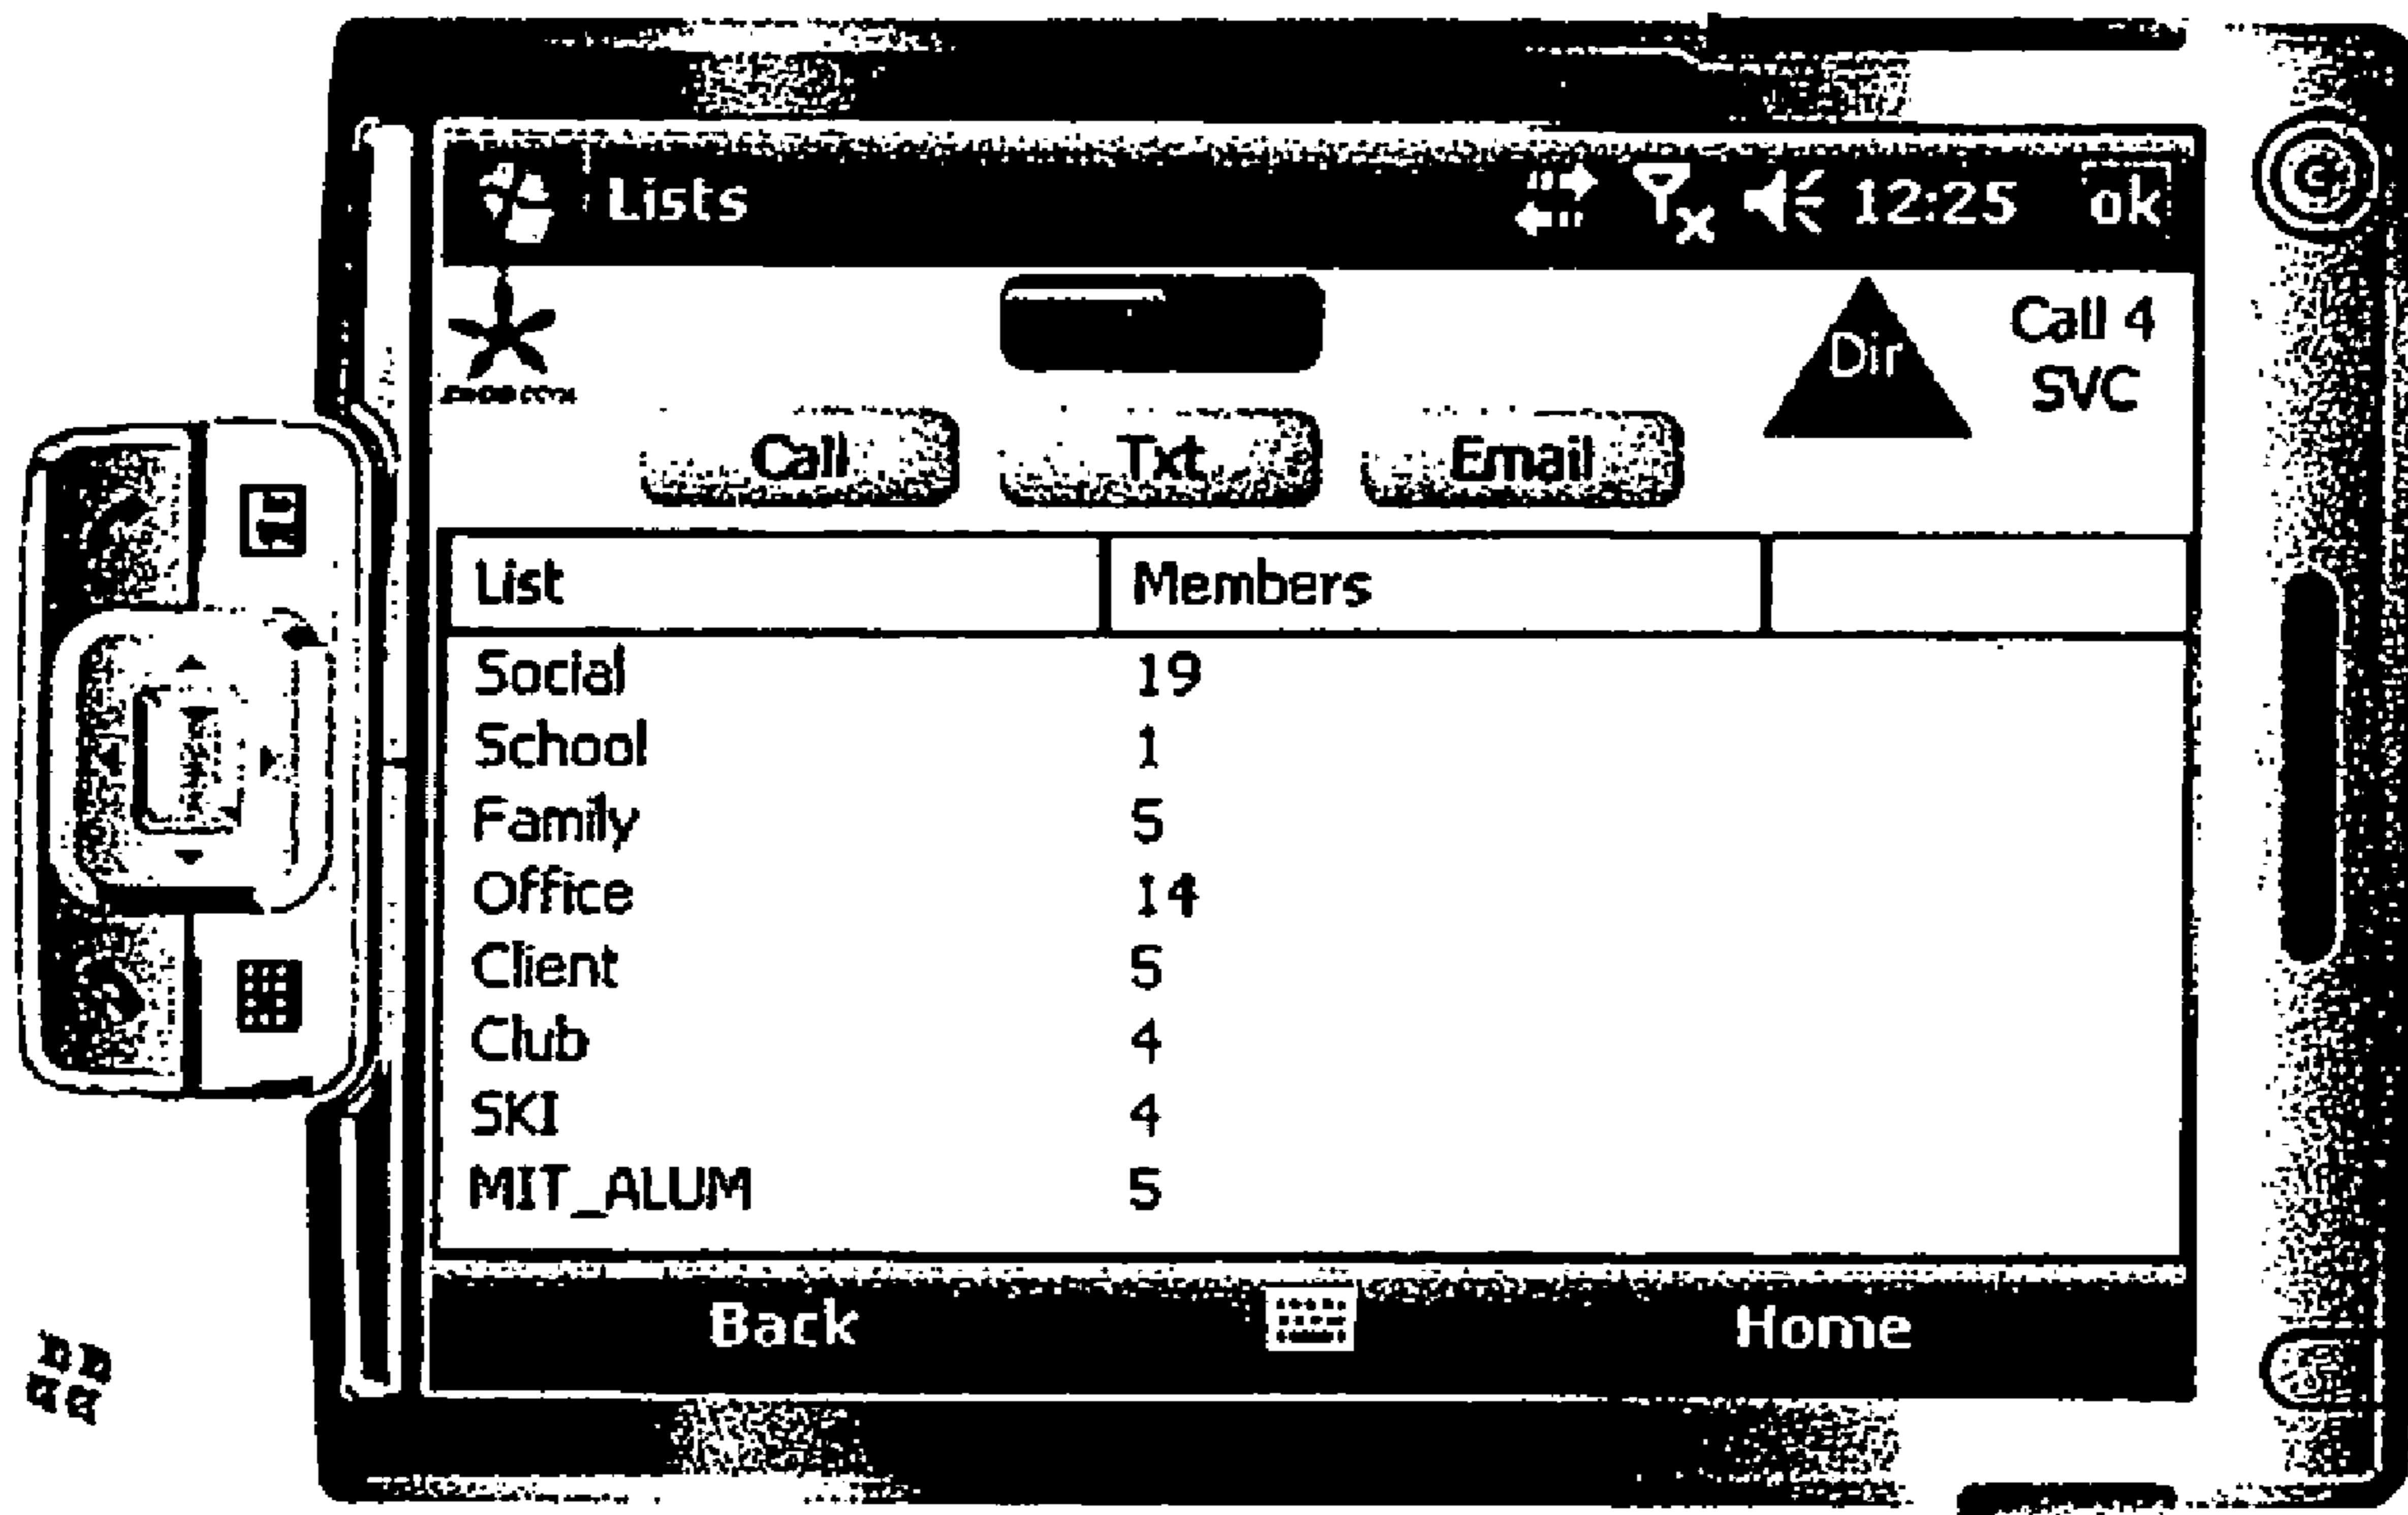 Lists 12:25 ok
Dir Call 4
SVC
Call Txt Email
List Members
Social 19
School 1
Family 5
Office 14
Client 5
Club 4
SKI 4
MIT_ALUM 5
Back Home